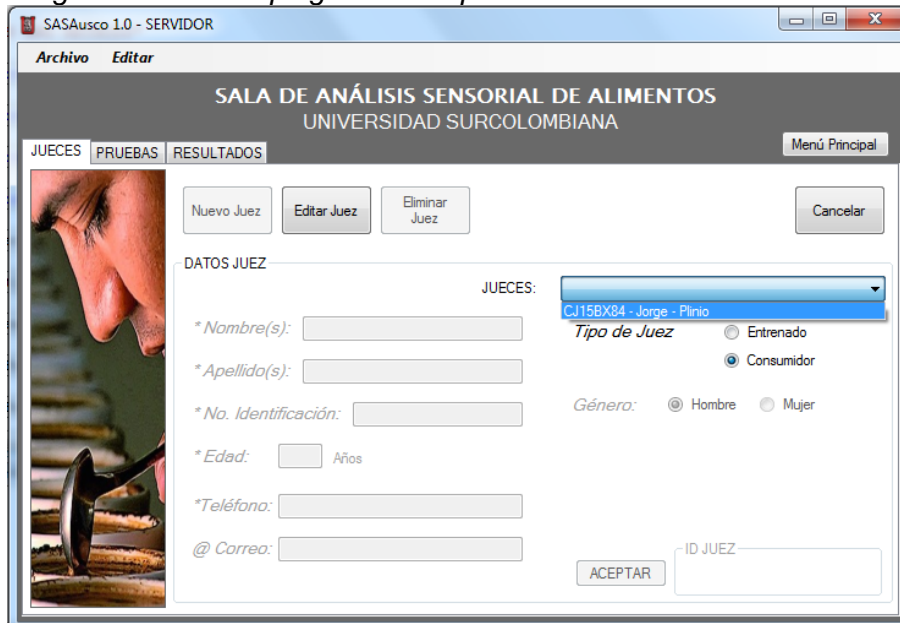 SASAusco 1.0 - SERVIDOR
Archivo Editar
SALA DE ANÁLISIS SENSORIAL DE ALIMENTOS
UNIVERSIDAD SURCOLOMBIANA
Menú Principal
JUECES PRUEBAS RESULTADOS
Nuevo Juez Editar Juez Eliminar Juez Cancelar
DATOS JUEZ
JUECES:
CJ15BX84 - Jorge - Plinio
* Nombre(s): Tipo de Juez Entrenado
Consumidor
* Apellido(s):
Género: Hombre Mujer
* No. Identificación:
* Edad: Años
*Teléfono:
@ Correo:
ID JUEZ
ACEPTAR